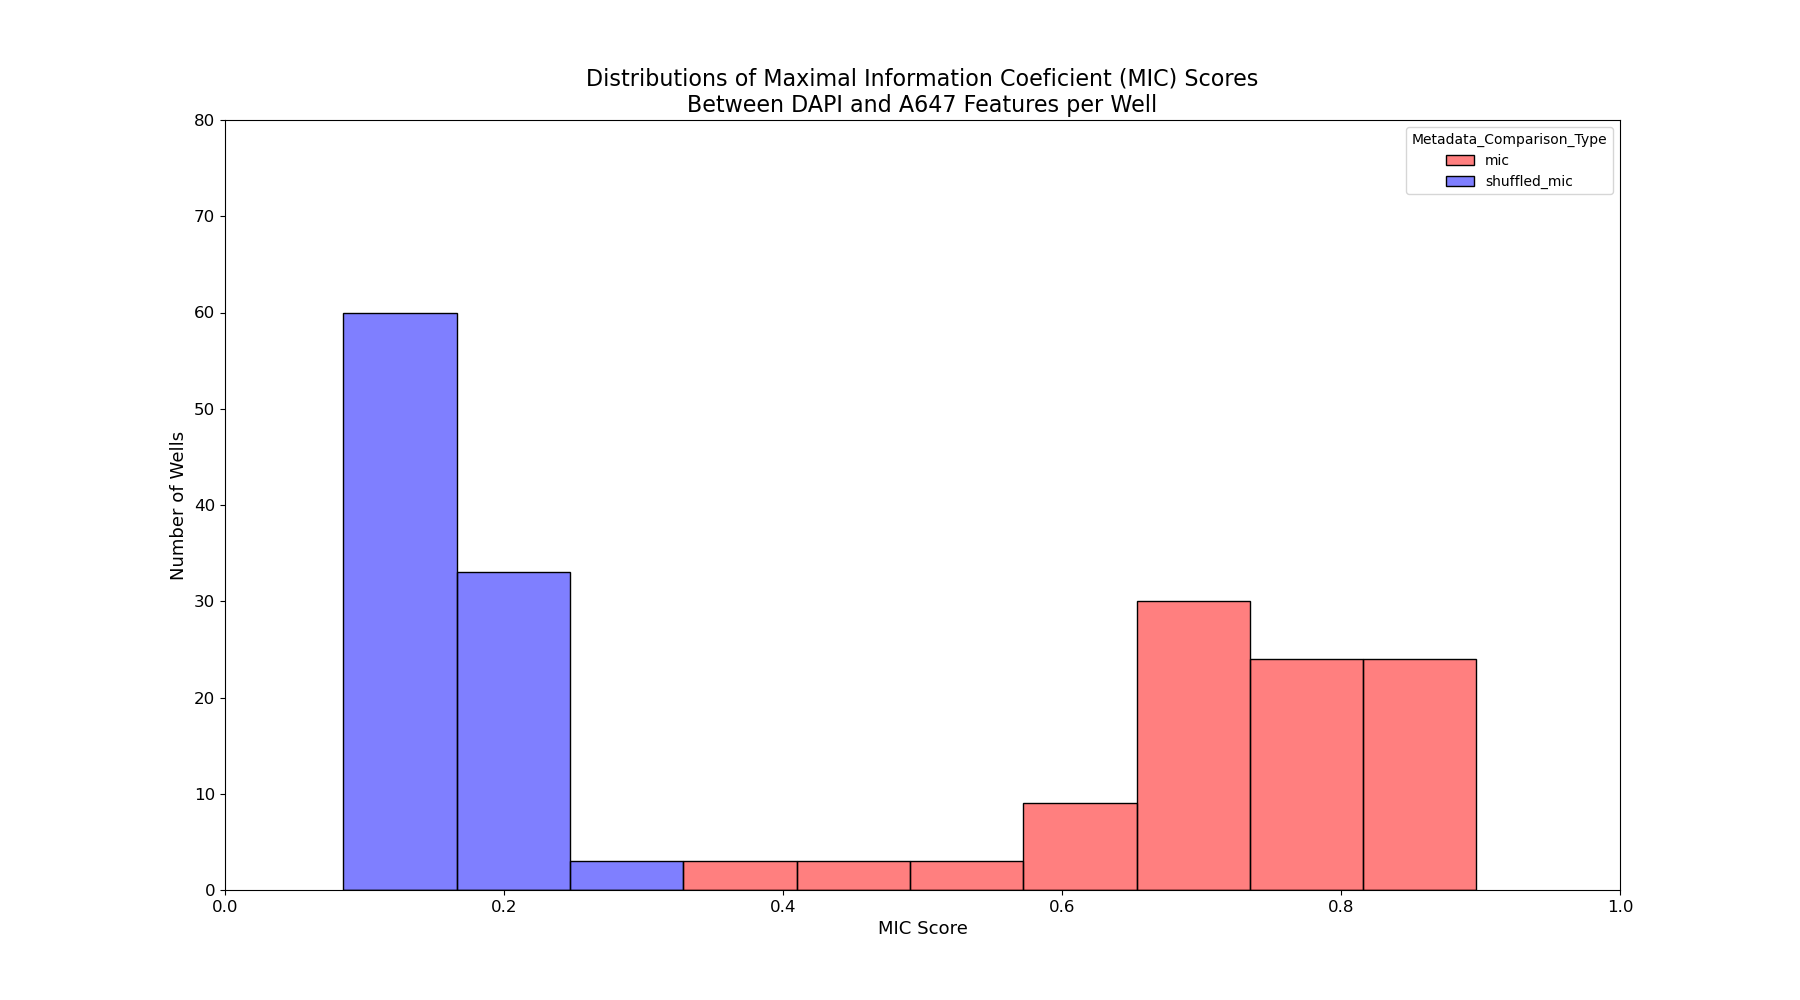 Distributions of Maximal Information Coeficient (MIC) Scores
Between DAPI and A647 Features per Well
80
70
60
50
40
30
20
10
0
Number of Wells
Metadata_Comparison_Type
mic
shuffled_mic
0.0
0.2
0.4
0.6
0.8
1.0
MIC Score